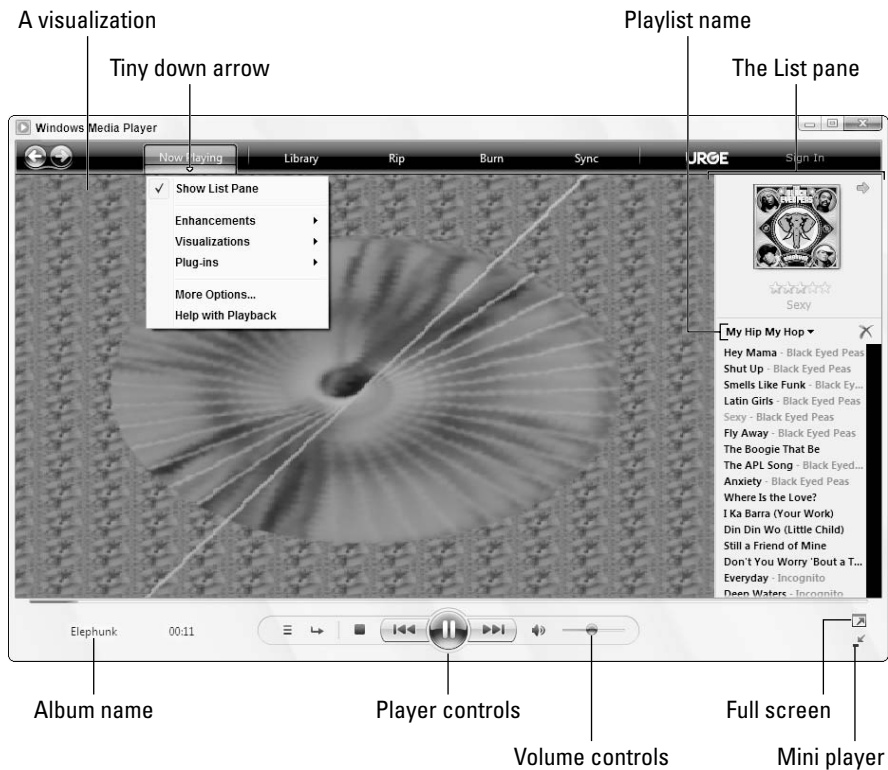 A visualization
Playlist name
Tiny down arrow
The List pane
Windows Media Player
Now Playing
Library
Rip
Burn
Sync
URGE
Sign In
Show List Pane
Enhancements
Visualizations
Plug-ins
More Options...
Help with Playback
Sexy
My Hip My Hop
Hey Mama - Black Eyed Peas
Shut Up - Black Eyed Peas
Smells Like Funk - Black Ey...
Latin Girls - Black Eyed Peas
Sexy - Black Eyed Peas
Fly Away - Black Eyed Peas
The Boogie That Be
The APL Song - Black Eyed...
Anxiety - Black Eyed Peas
Where Is the Love?
I Ka Barra (Your Work)
Din Din Wo (Little Child)
Still a Friend of Mine
Don't You Worry 'Bout a T...
Everyday - Incognito
Deep Waters - Incognito
Elephunk
00:11
Album name
Player controls
Full screen
Volume controls
Mini player